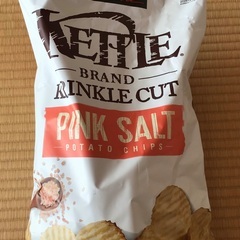 KETTLE
BRAND
KRINKLE CUT
PINK SALT
POTATO CHIPS